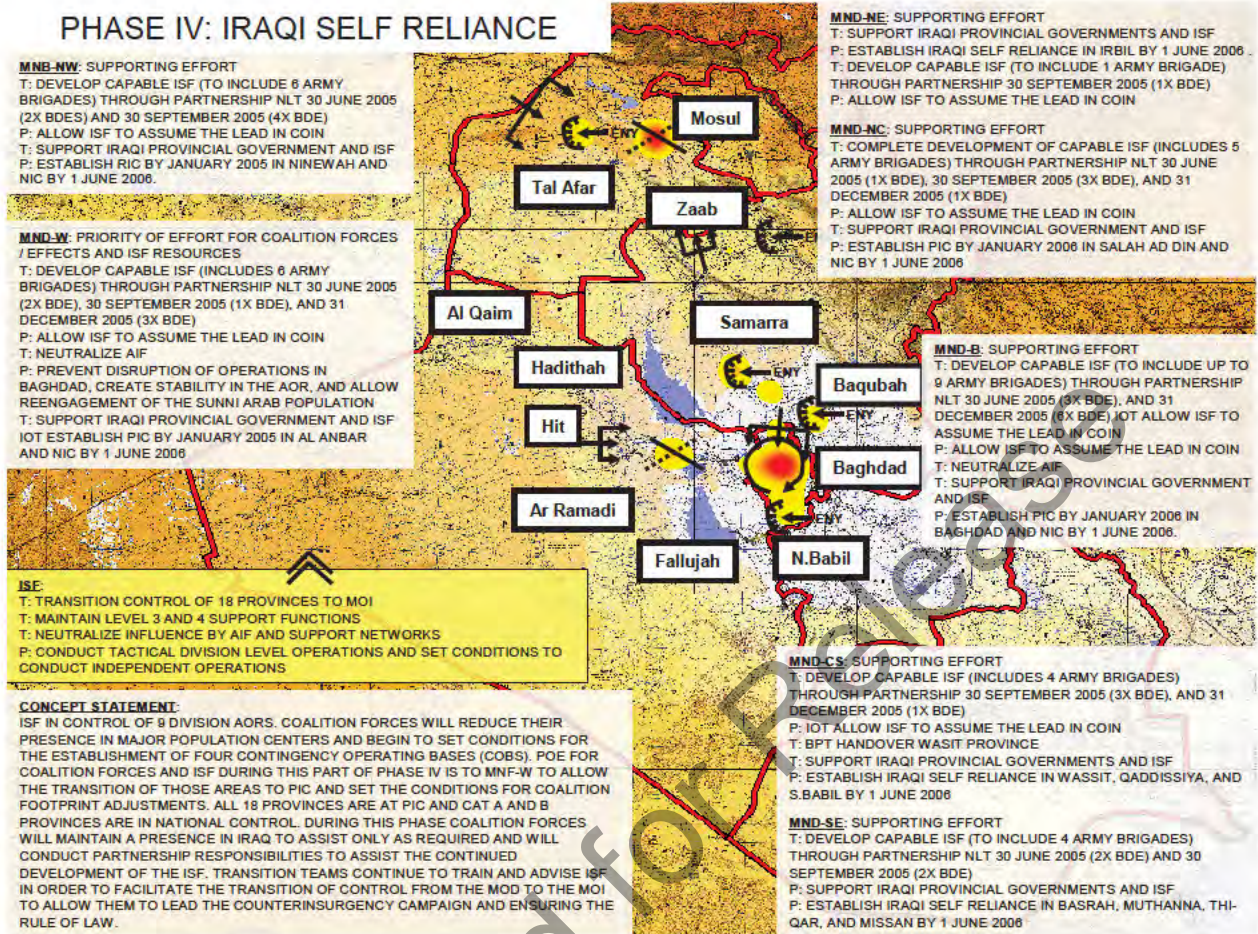 PHASE IV: IRAQI SELF RELIANCE
MNB-NW: SUPPORTING EFFORT
T: DEVELOP CAPABLE ISF (TO INCLUDE 6 ARMY
BRIGADES) THROUGH PARTNERSHIP NLT 30 JUNE 2005
(2X BDES) AND 30 SEPTEMBER 2005 (4X BDE)
P: ALLOW ISF TO ASSUME THE LEAD IN COIN
T: SUPPORT IRAQI PROVINCIAL GOVERNMENT AND ISF
P: ESTABLISH RIC BY JANUARY 2005 IN NINEWAH AND
NIC BY 1 JUNE 2006.
MND-W: PRIORITY OF EFFORT FOR COALITION FORCES
/ EFFECTS AND ISF RESOURCES
T: DEVELOP CAPABLE ISF (INCLUDES 6 ARMY
BRIGADES) THROUGH PARTNERSHIP NLT 30 JUNE 2005
(2X BDE), 30 SEPTEMBER 2005 (1X BDE), AND 31
DECEMBER 2005 (3X BDE)
P: ALLOW ISF TO ASSUME THE LEAD IN COIN
T: NEUTRALIZE AIF
P: PREVENT DISRUPTION OF OPERATIONS IN
BAGHDAD, CREATE STABILITY IN THE AOR, AND ALLOW
REENGAGEMENT OF THE SUNNI ARAB POPULATION
T: SUPPORT IRAQI PROVINCIAL GOVERNMENT AND ISF
IOT ESTABLISH PIC BY JANUARY 2005 IN AL ANBAR
AND NIC BY 1 JUNE 2006
ISF:
T: TRANSITION CONTROL OF 18 PROVINCES TO MOI
T: MAINTAIN LEVEL 3 AND 4 SUPPORT FUNCTIONS
T: NEUTRALIZE INFLUENCE BY AIF AND SUPPORT NETWORKS
P: CONDUCT TACTICAL DIVISION LEVEL OPERATIONS AND SET CONDITIONS TO
CONDUCT INDEPENDENT OPERATIONS
CONCEPT STATEMENT:
ISF IN CONTROL OF 9 DIVISION AORS. COALITION FORCES WILL REDUCE THEIR
PRESENCE IN MAJOR POPULATION CENTERS AND BEGIN TO SET CONDITIONS FOR
THE ESTABLISHMENT OF FOUR CONTINGENCY OPERATING BASES (COBS). POE FOR
COALITION FORCES AND ISF DURING THIS PART OF PHASE IV IS TO MNF-W TO ALLOW
THE TRANSITION OF THOSE AREAS TO PIC AND SET THE CONDITIONS FOR COALITION
FOOTPRINT ADJUSTMENTS. ALL 18 PROVINCES ARE AT PIC AND CAT A AND B
PROVINCES ARE IN NATIONAL CONTROL. DURING THIS PHASE COALITION FORCES
WILL MAINTAIN A PRESENCE IN IRAQ TO ASSIST ONLY AS REQUIRED AND WILL
CONDUCT PARTNERSHIP RESPONSIBILITIES TO ASSIST THE CONTINUED
DEVELOPMENT OF THE ISF. TRANSITION TEAMS CONTINUE TO TRAIN AND ADVISE ISF
IN ORDER TO FACILITATE THE TRANSITION OF CONTROL FROM THE MOD TO THE MOI
TO ALLOW THEM TO LEAD THE COUNTERINSURGENCY CAMPAIGN AND ENSURING THE
RULE OF LAW.
Mosul
ENY
Tal Afar
Zaab
Al Qaim
Samarra
Hadithah
ENY
Baqubah
ENY
Hit
Baghdad
Ar Ramadi
ENY
Fallujah
N.Babil
MND-NE: SUPPORTING EFFORT
T: SUPPORT IRAQI PROVINCIAL GOVERNMENTS AND ISF
P: ESTABLISH IRAQI SELF RELIANCE IN IRBIL BY 1 JUNE 2006 .
T: DEVELOP CAPABLE ISF (TO INCLUDE 1 ARMY BRIGADE)
THROUGH PARTNERSHIP 30 SEPTEMBER 2005 (1X BDE)
P: ALLOW ISF TO ASSUME THE LEAD IN COIN
MND-NC: SUPPORTING EFFORT
T: COMPLETE DEVELOPMENT OF CAPABLE ISF (INCLUDES 5
ARMY BRIGADES) THROUGH PARTNERSHIP NLT 30 JUNE
2005 (1X BDE), 30 SEPTEMBER 2005 (3X BDE), AND 31
DECEMBER 2005 (1X BDE)
P: ALLOW ISF TO ASSUME THE LEAD IN COIN
T: SUPPORT IRAQI PROVINCIAL GOVERNMENT AND ISF
P: ESTABLISH PIC BY JANUARY 2006 IN SALAH AD DIN AND
NIC BY 1 JUNE 2006
MND-B: SUPPORTING EFFORT
T: DEVELOP CAPABLE ISF (TO INCLUDE UP TO
9 ARMY BRIGADES) THROUGH PARTNERSHIP
NLT 30 JUNE 2005 (3X BDE), AND 31
DECEMBER 2005 (6X BDE) IOT ALLOW ISF TO
ASSUME THE LEAD IN COIN
P: ALLOW ISF TO ASSUME THE LEAD IN COIN
T: NEUTRALIZE AIF
T: SUPPORT IRAQI PROVINCIAL GOVERNMENT
AND ISF
P: ESTABLISH PIC BY JANUARY 2006 IN
BAGHDAD AND NIC BY 1 JUNE 2006.
MND-CS: SUPPORTING EFFORT
T: DEVELOP CAPABLE ISF (INCLUDES 4 ARMY BRIGADES)
THROUGH PARTNERSHIP 30 SEPTEMBER 2005 (3X BDE), AND 31
DECEMBER 2005 (1X BDE)
P: IOT ALLOW ISF TO ASSUME THE LEAD IN COIN
T: BPT HANDOVER WASIT PROVINCE
T: SUPPORT IRAQI PROVINCIAL GOVERNMENTS AND ISF
P: ESTABLISH IRAQI SELF RELIANCE IN WASSIT, QADDISSIYA, AND
S.BABIL BY 1 JUNE 2006
MND-SE: SUPPORTING EFFORT
T: DEVELOP CAPABLE ISF (TO INCLUDE 4 ARMY BRIGADES)
THROUGH PARTNERSHIP NLT 30 JUNE 2005 (2X BDE) AND 30
SEPTEMBER 2005 (2X BDE)
P: SUPPORT IRAQI PROVINCIAL GOVERNMENTS AND ISF
P: ESTABLISH IRAQI SELF RELIANCE IN BASRAH, MUTHANNA, THI-
QAR, AND MISSAN BY 1 JUNE 2006
for Release